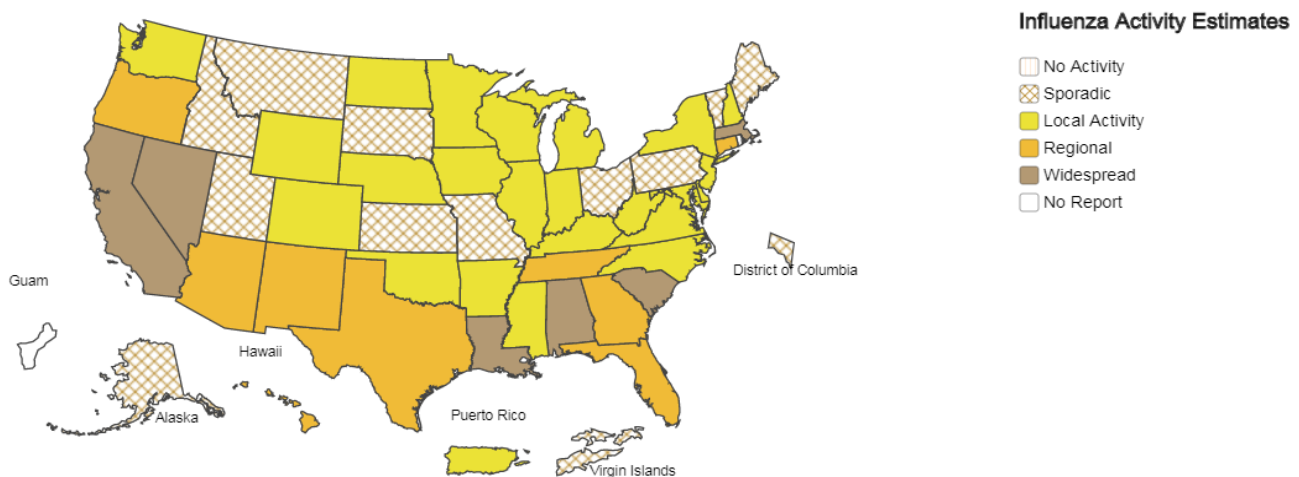 Influenza Activity Estimates
No Activity
Sporadic
Local Activity
Regional
Widespread
No Report
District of Columbia
Guam
Hawaii
Alaska
Puerto Rico
Virgin Islands